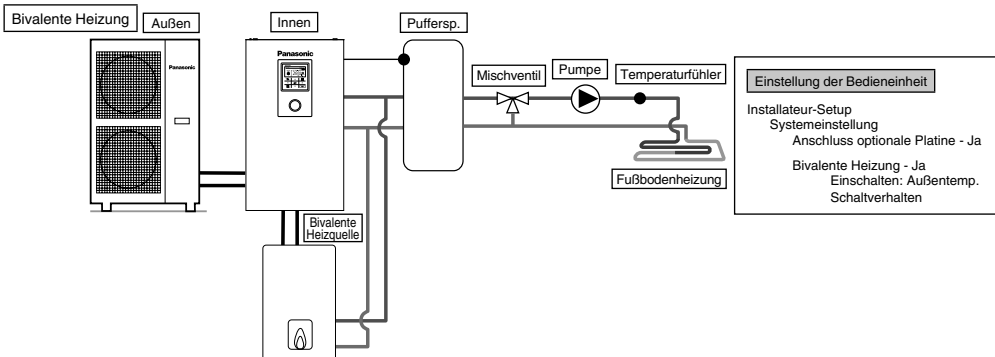 Bivalente Heizung
Außen
Innen
Puffersp.
Panasonic
Panasonic
Mischventil
Pumpe
Temperaturfühler
Fußbodenheizung
Bivalente
Heizquelle
Einstellung der Bedieneinheit
Installateur-Setup
Systemeinstellung
Anschluss optionale Platine - Ja
Bivalente Heizung - Ja
Einschalten: Außentemp.
Schaltverhalten